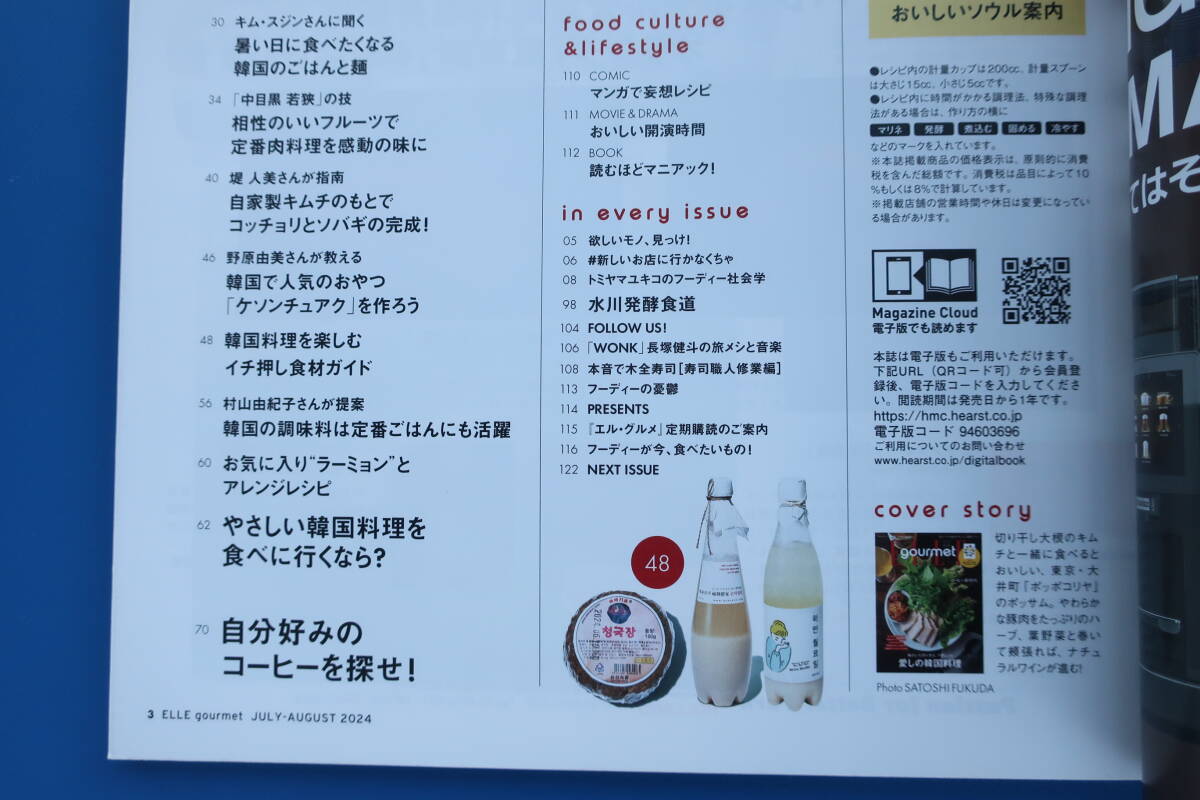 30 キム・スジンさんに聞く
暑い日に食べたくなる
韓国のごはんと麺
34 「中目黒 若狭」の技
相性のいいフルーツで
定番肉料理を感動の味に
40 堤 人美さんが指南
自家製キムチのもとで
コッチョリとソバギの完成!
46 野原由美さんが教える
韓国で人気のおやつ
「ケソンチュアク」を作ろう
48 韓国料理を楽しむ
イチ押し食材ガイド
56 村山由紀子さんが提案
韓国の調味料は定番ごはんにも活躍
60 お気に入り“ラーミョン”と
アレンジレシピ
62 やさしい韓国料理を
食べに行くなら?
70 自分好みの
コーヒーを探せ!
3 ELLE gourmet JULY-AUGUST 2024
food culture
&lifestyle
110 COMIC
マンガで妄想レシピ
111 MOVIE & DRAMA
おいしい開演時間
112 BOOK
読むほどマニアック!
in every issue
05 欲しいモノ、見っけ!
06 #新しいお店に行かなくちゃ
08 トミヤマユキコのフーディー社会学
98 水川発酵食道
104 FOLLOW US!
106 「WONK」長塚健斗の旅メシと音楽
108 本音で木全寿司[寿司職人修業編]
113 フーディーの憂鬱
114 PRESENTS
115 『エル・グルメ』定期購読のご案内
116 フーディーが今、食べたいもの!
122 NEXT ISSUE
48
청국장
おいしいソウル案内
●レシピ内の計量カップは200cc、計量スプーン
は大さじ15cc、小さじ5ccです。
●レシピ内に時間がかかる調理法、特殊な調理
法がある場合は、作り方の横に
マリネ 発酵 煮込む 固める 冷やす
などのマークを入れています。
※本誌掲載商品の価格表示は、原則的に消費
税を含んだ総額です。消費税は品目によって10
%もしくは8%で計算しています。
※掲載店舗の営業時間や休日は変更になってい
る場合があります。
Magazine Cloud
電子版でも読めます
本誌は電子版もご利用いただけます。
下記URL(QRコード可)から会員登
録後、電子版コードを入力してくださ
い。閲読期間は発売日から1年です。
https://hmc.hearst.co.jp
電子版コード 94603696
ご利用についてのお問い合わせ
www.hearst.co.jp/digitalbook
cover story
gourmet
愛しの韓国料理
切り干し大根のキム
チと一緒に食べると
おいしい、東京・大
井町「ポッポコリヤ」
のポッサム。やわらか
な豚肉をたっぷりのハ
ーブ、葉野菜と巻い
て頬張れば、ナチュ
ラルワインが進む!
Photo SATOSHI FUKUDA
MA
てはそ